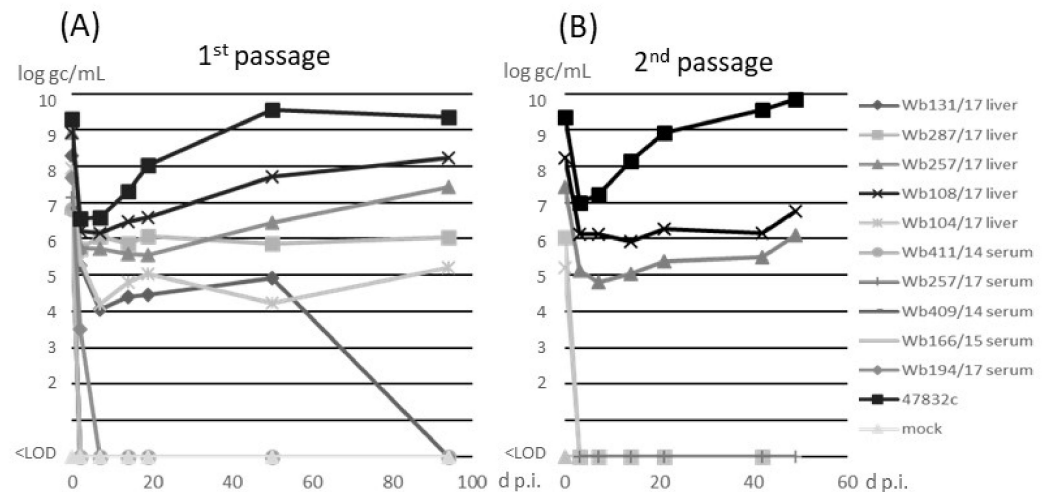 (A)
1st passage
log gc/mL
10
9
8
7
6
5
4
3
2
<LOD
0 20 40 60 80 100 d p.i.
(B)
2nd passage
log gc/mL
10
9
8
7
6
5
4
3
2
<LOD
0 20 40 60
d p.i.
Wb131/17 liver
Wb287/17 liver
Wb257/17 liver
Wb108/17 liver
Wb104/17 liver
Wb411/14 serum
Wb257/17 serum
Wb409/14 serum
Wb166/15 serum
Wb194/17 serum
47832c
mock